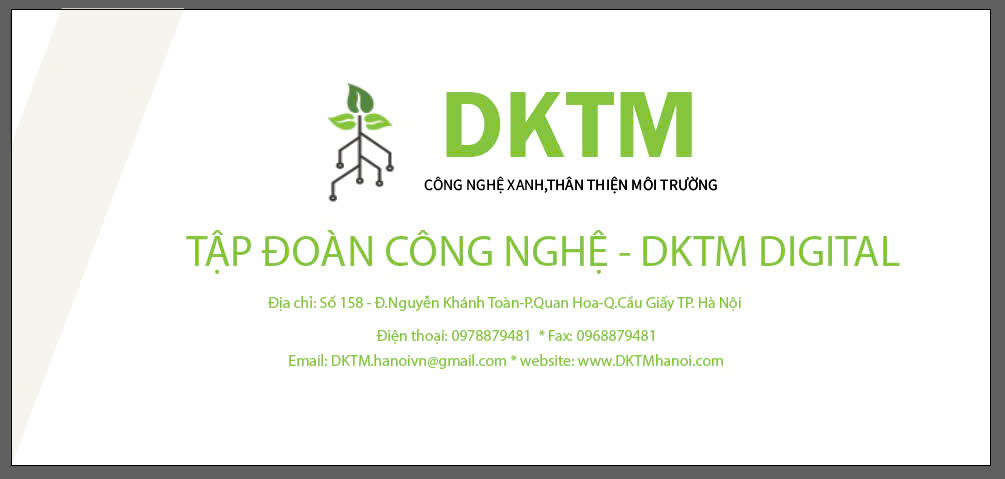 DKTM
CÔNG NGHỆ XANH,THÂN THIỆN MÔI TRƯỜNG
TẬP ĐOÀN CÔNG NGHỆ - DKTM DIGITAL
Địa chỉ: Số 158 - Đ.Nguyễn Khánh Toàn-P.Quan Hoa-Q.Cầu Giấy TP. Hà Nội
Điện thoại: 0978879481 * Fax: 0968879481
Email: DKTM.hanoivn@gmail.com * website: www.DKTMhanoi.com